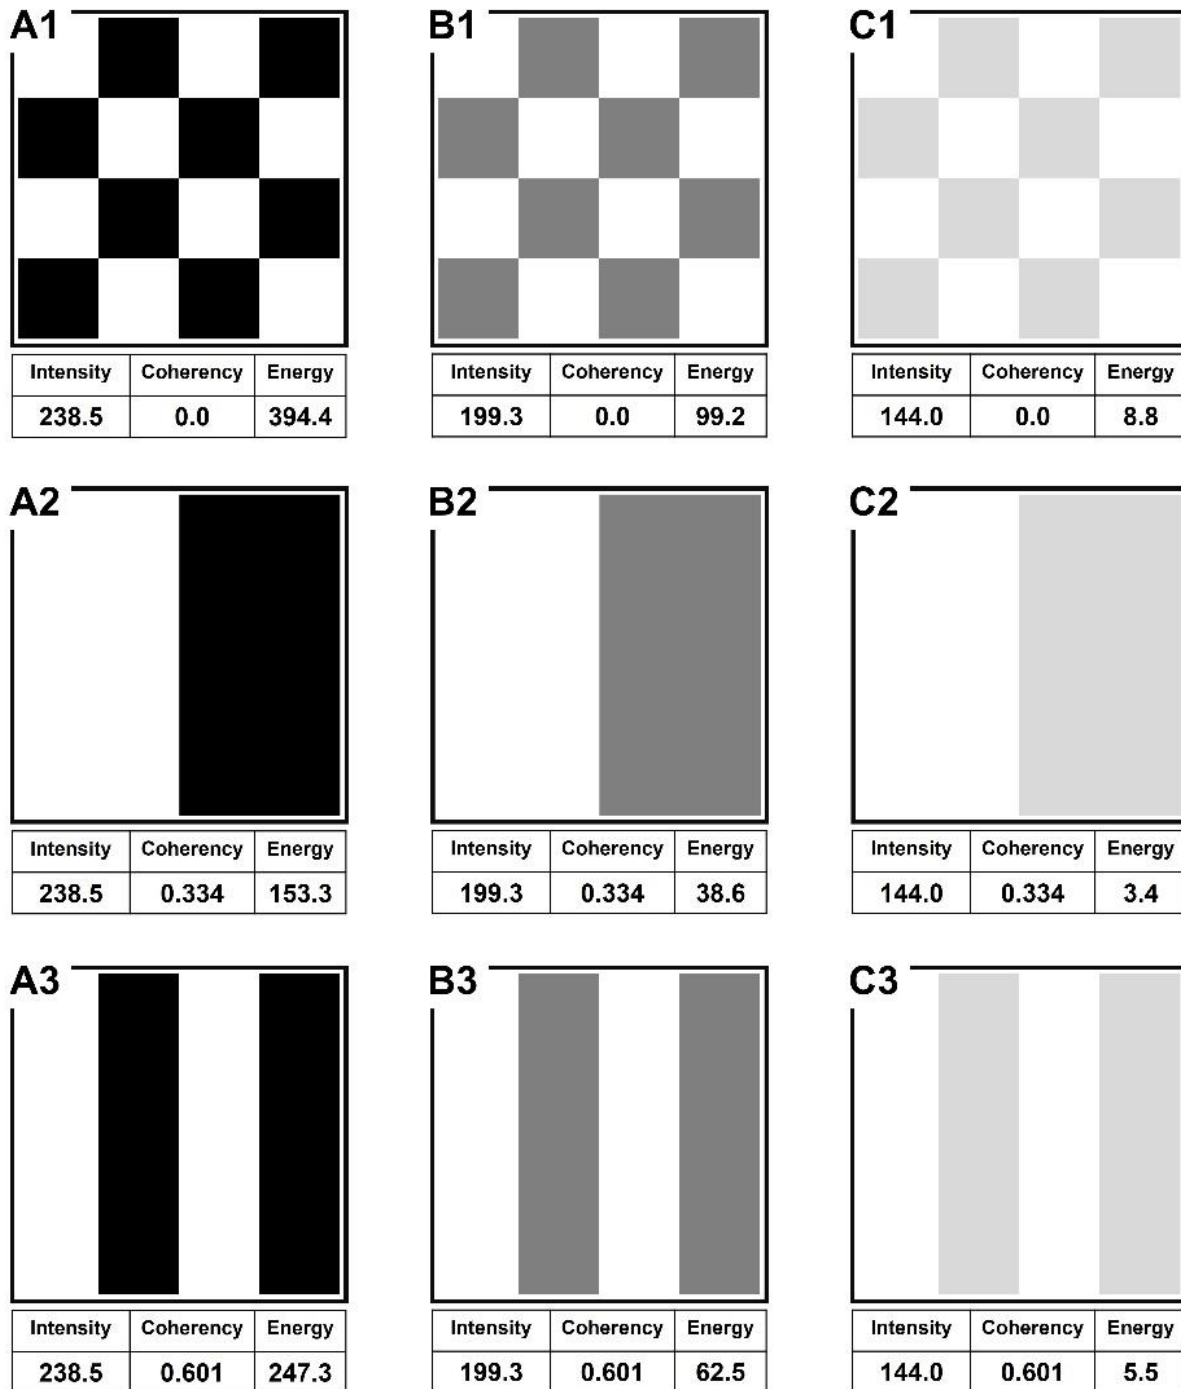 A1 B1 C1
Intensity Coherency Energy Intensity Coherency Energy Intensity Coherency Energy
238.5 0.0 394.4 199.3 0.0 99.2 144.0 0.0 8.8
A2 B2 C2
Intensity Coherency Energy Intensity Coherency Energy Intensity Coherency Energy
238.5 0.334 153.3 199.3 0.334 38.6 144.0 0.334 3.4
A3 B3 C3
Intensity Coherency Energy Intensity Coherency Energy Intensity Coherency Energy
238.5 0.601 247.3 199.3 0.601 62.5 144.0 0.601 5.5